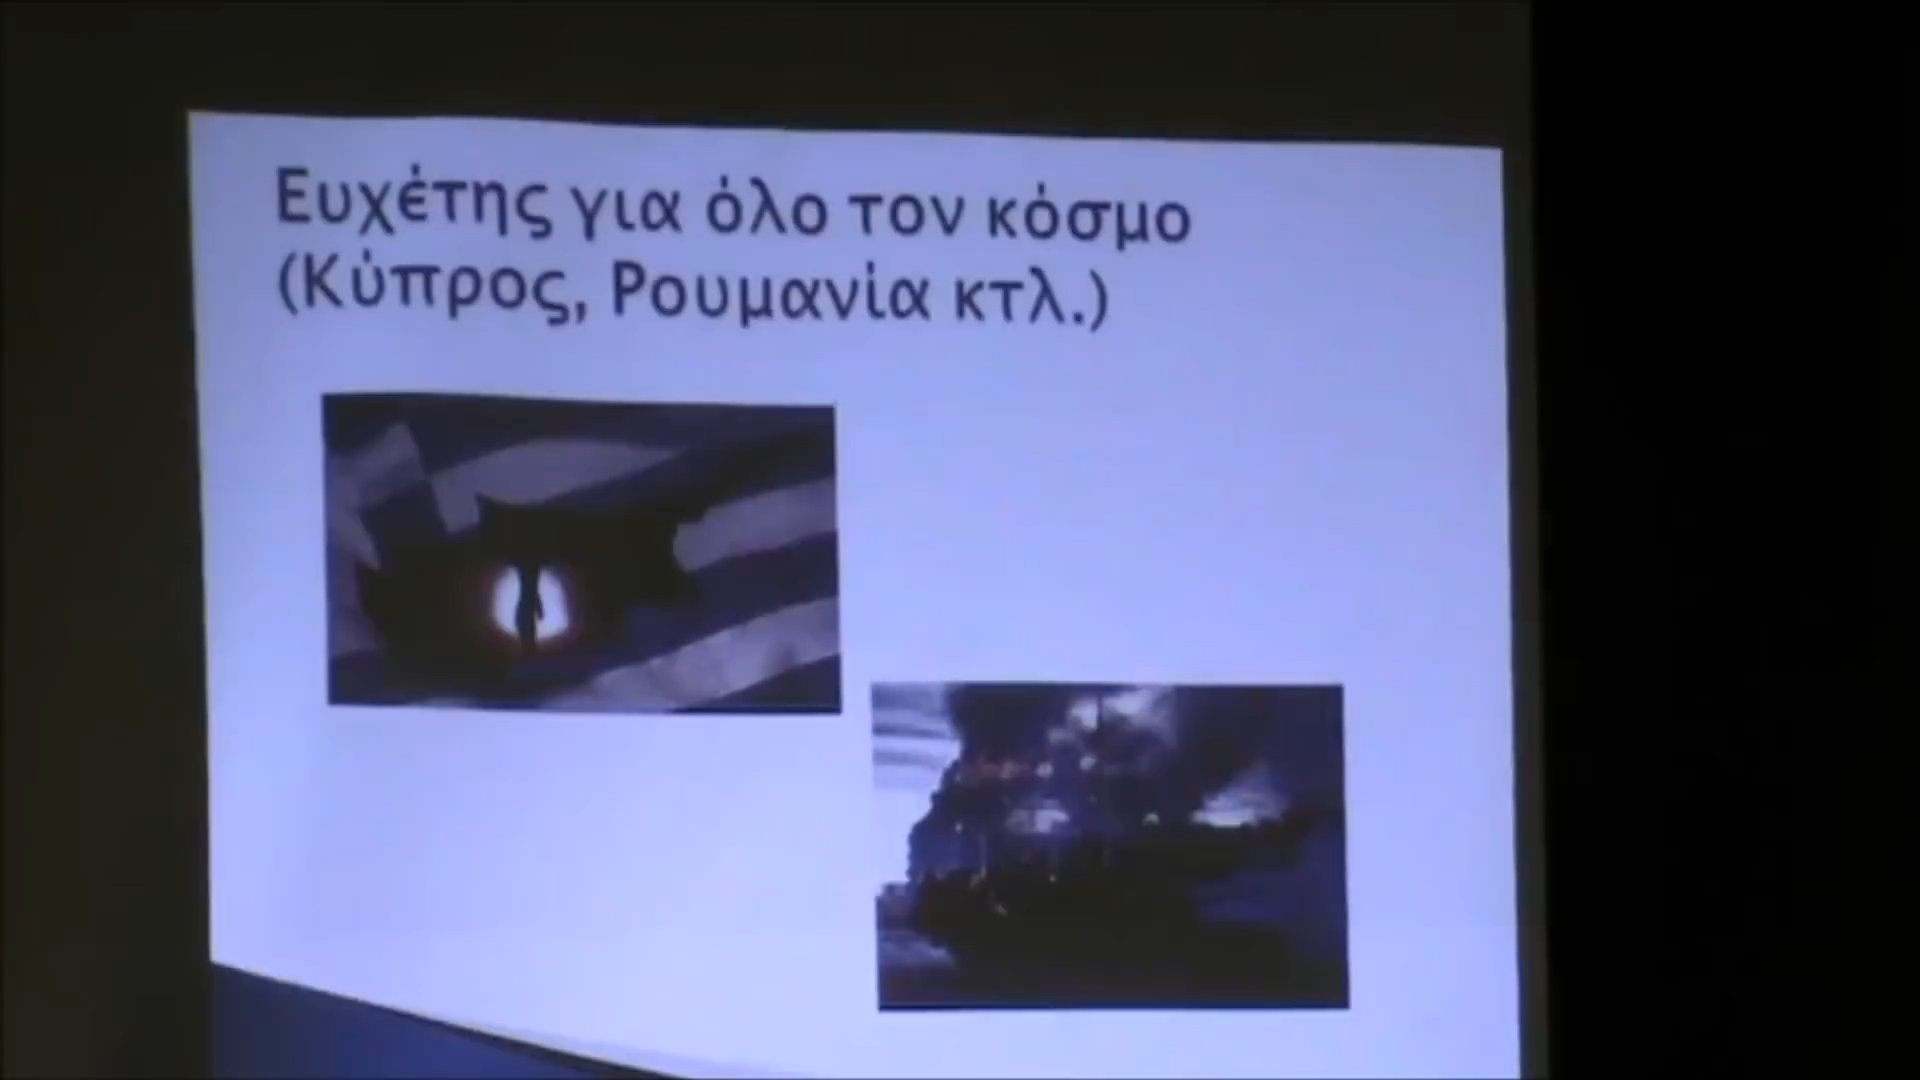 Ευχέτης για όλο τον κόσμο
(Κύπρος, Ρουμανία κτλ.)